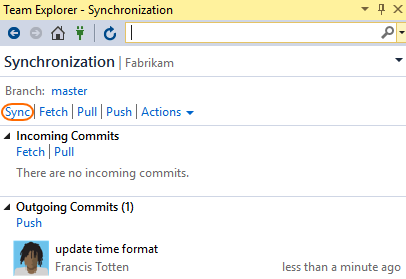 Team Explorer - Synchronization
Synchronization | Fabrikam
Branch: master
Sync | Fetch | Pull | Push | Actions
Incoming Commits
Fetch | Pull
There are no incoming commits.
Outgoing Commits (1)
Push
update time format
Francis Totten less than a minute ago